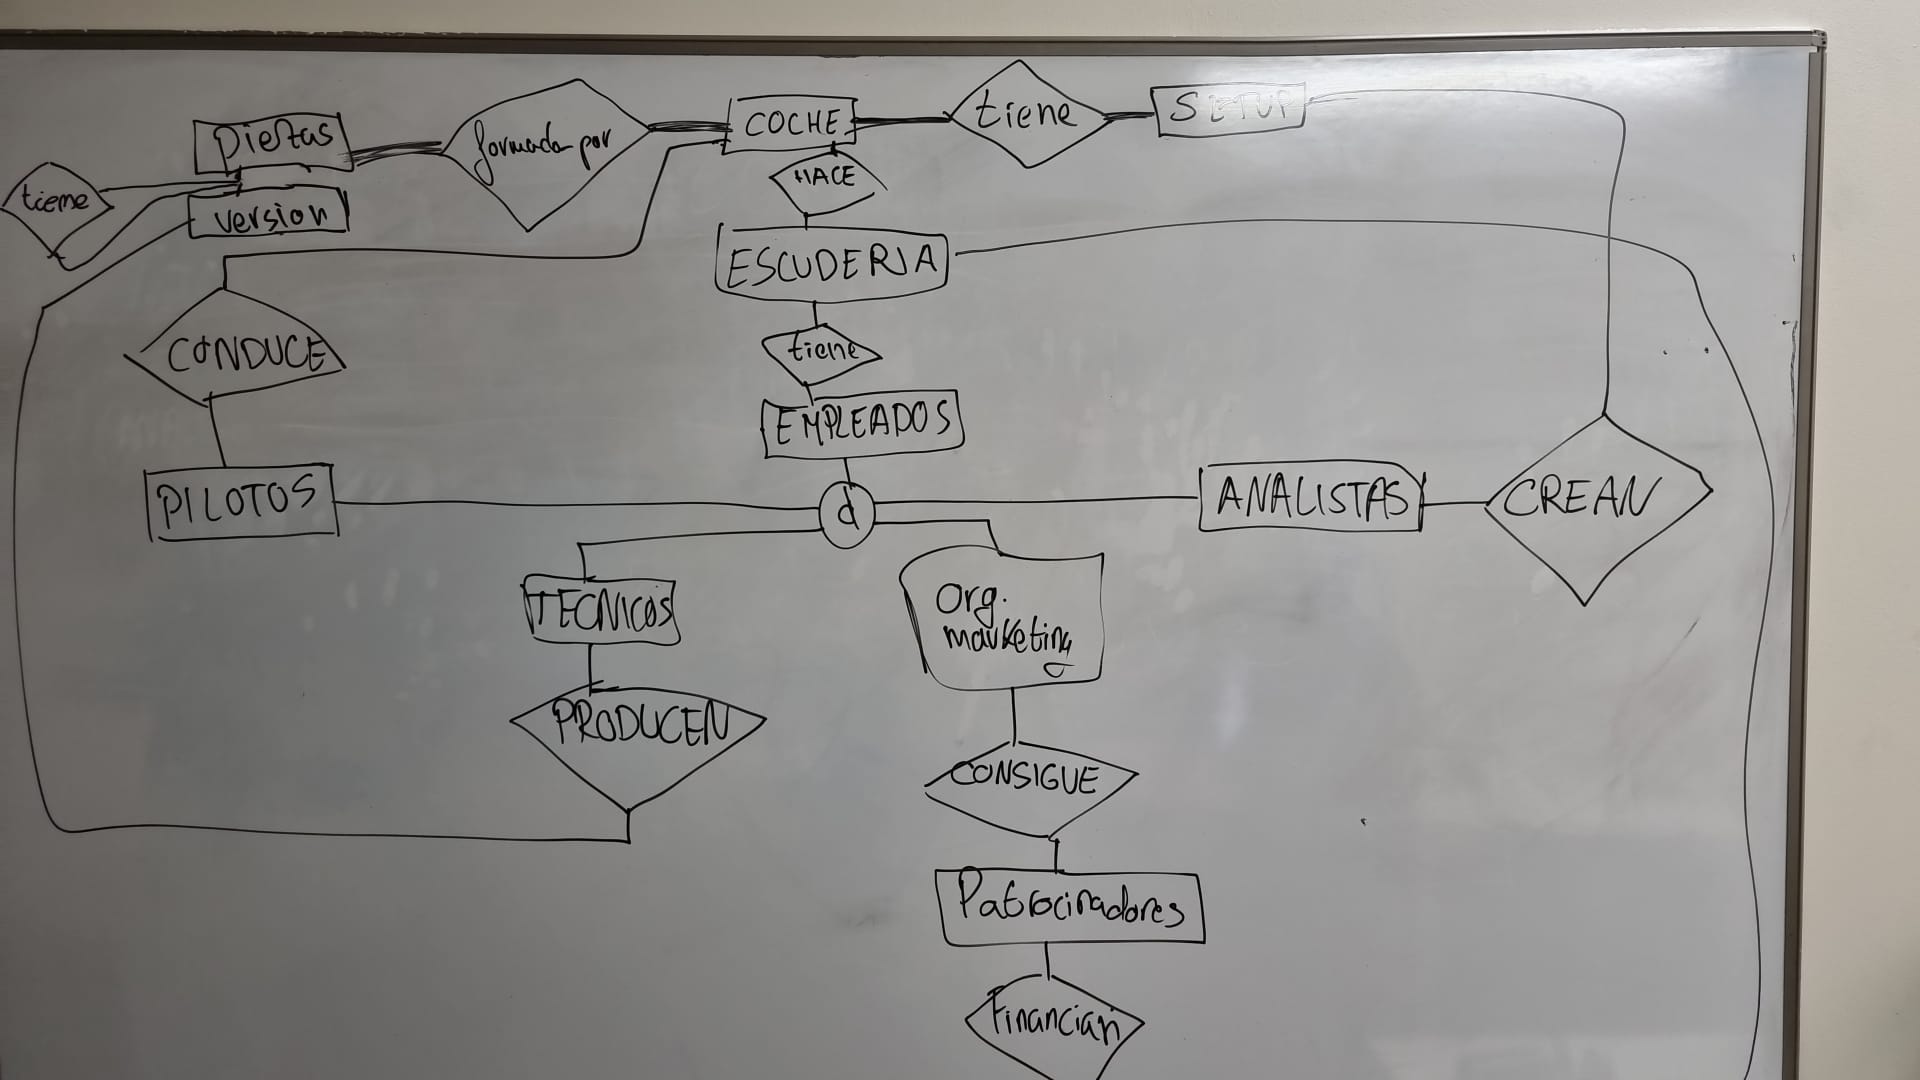 piezas
formado por
COCHE
tiene
SETUP
tiene
version
HACE
ESCUDERIA
tiene
CONDUCE
EMPLEADOS
PILOTOS
d
ANALISTAS
CREAN
TECNICOS
Org.
marketing
PRODUCEN
CONSIGUE
Patrocinadores
Financian